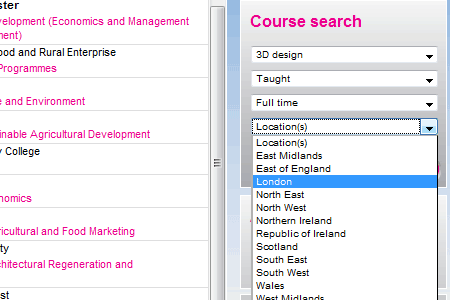 ster
velopment (Economics and Management
ment)
ood and Rural Enterprise
Programmes
e and Environment
inable Agricultural Development
y College
nomics
ricultural and Food Marketing
ty
chitectural Regeneration and
st
Course search
3D design
Taught
Full time
Location(s)
Location(s)
East Midlands
East of England
London
North East
North West
Northern Ireland
Republic of Ireland
Scotland
South East
South West
Wales
West Midlands